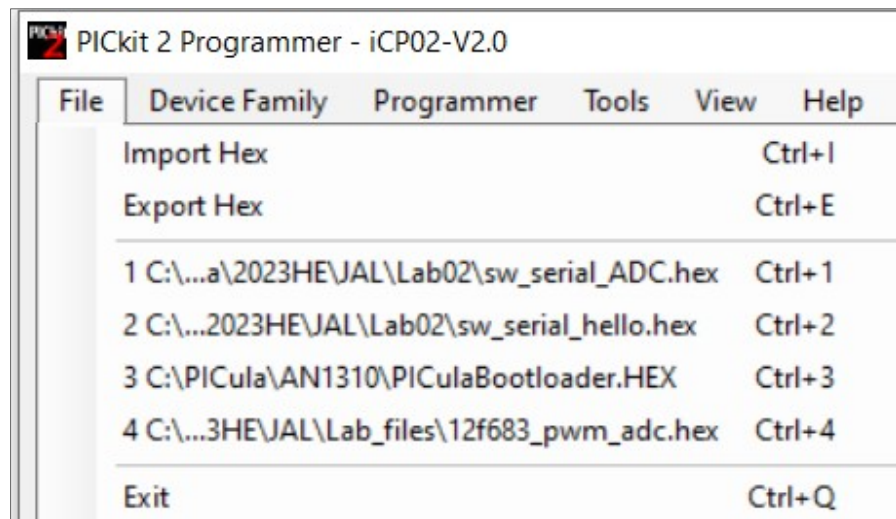 PICkit 2 Programmer - iCP02-V2.0
File Device Family Programmer Tools View Help
Import Hex Ctrl+I
Export Hex Ctrl+E
1 C:\...a\2023HE\JAL\Lab02\sw_serial_ADC.hex Ctrl+1
2 C:\...2023HE\JAL\Lab02\sw_serial_hello.hex Ctrl+2
3 C:\PICula\AN1310\PICulaBootloader.HEX Ctrl+3
4 C:\...3HE\JAL\Lab_files\12f683_pwm_adc.hex Ctrl+4
Exit Ctrl+Q